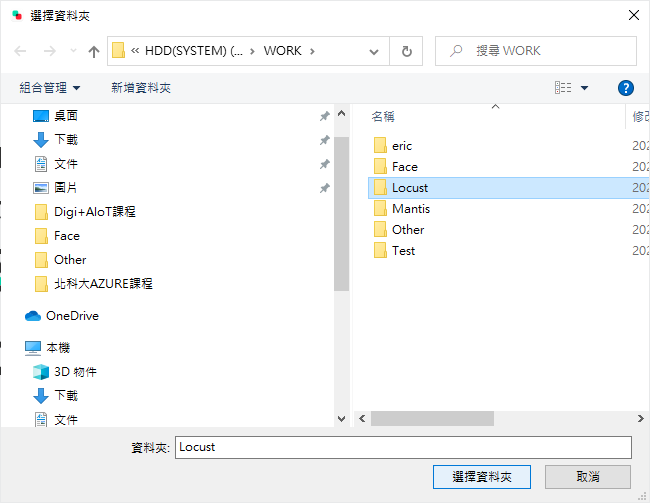 選擇資料夾
HDD(SYSTEM) (... WORK
搜尋 WORK
組合管理
新增資料夾
桌面
下載
文件
圖片
Digi+AIoT課程
Face
Other
北科大AZURE課程
OneDrive
本機
3D 物件
下載
文件
名稱
修改
eric 202
Face 202
Locust 202
Mantis 202
Other 202
Test 202
資料夾: Locust
選擇資料夾
取消